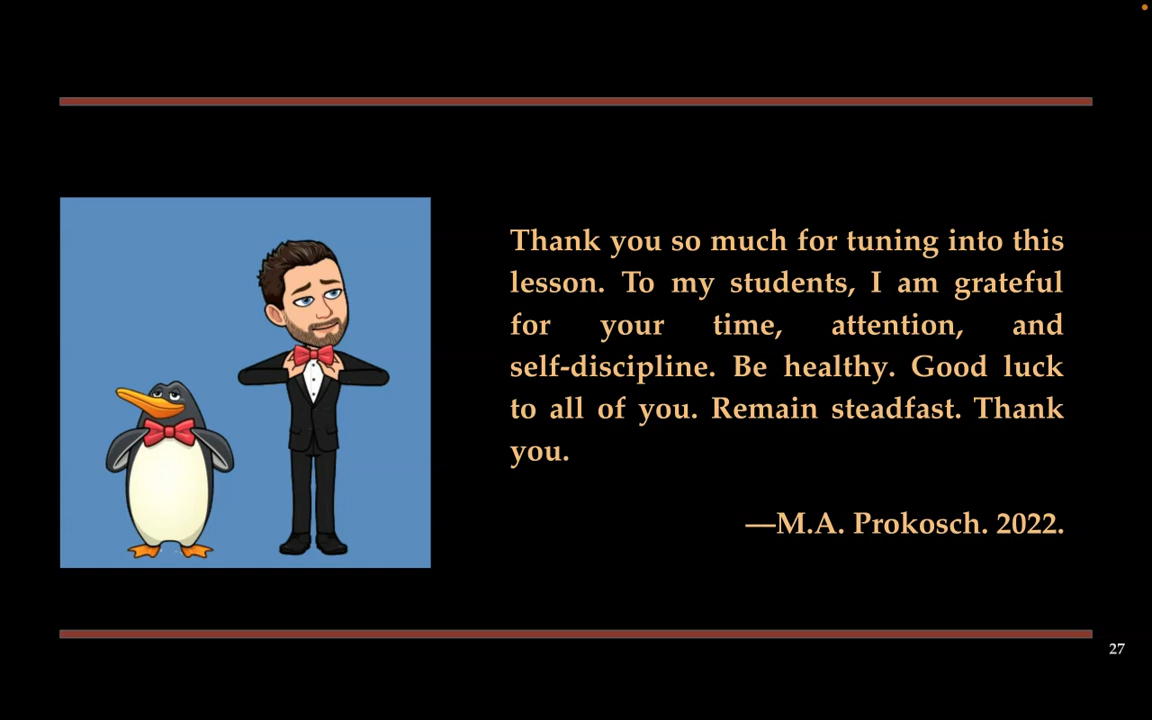 Thank you so much for tuning into this
lesson. To my students, I am grateful
for your time, attention, and
self-discipline. Be healthy. Good luck
to all of you. Remain steadfast. Thank
you.
—M.A. Prokosch. 2022.
27